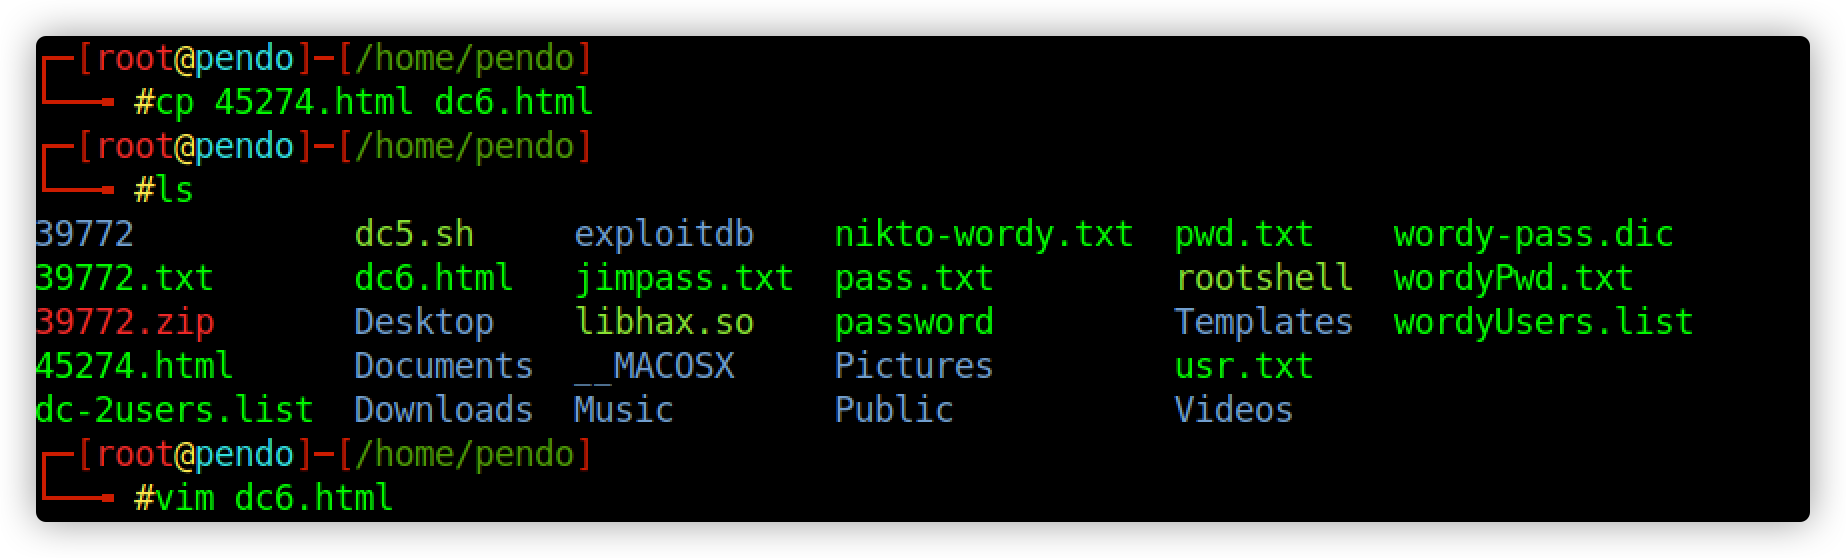 [root@pendo]─[/home/pendo]
#cp 45274.html dc6.html
[root@pendo]─[/home/pendo]
#ls
39772 dc5.sh exploitdb nikto-wordy.txt pwd.txt wordy-pass.dic
39772.txt dc6.html jimpass.txt pass.txt rootshell wordyPwd.txt
39772.zip Desktop libhax.so password Templates wordyUsers.list
45274.html Documents __MACOSX Pictures usr.txt
dc-2users.list Downloads Music Public Videos
[root@pendo]─[/home/pendo]
#vim dc6.html